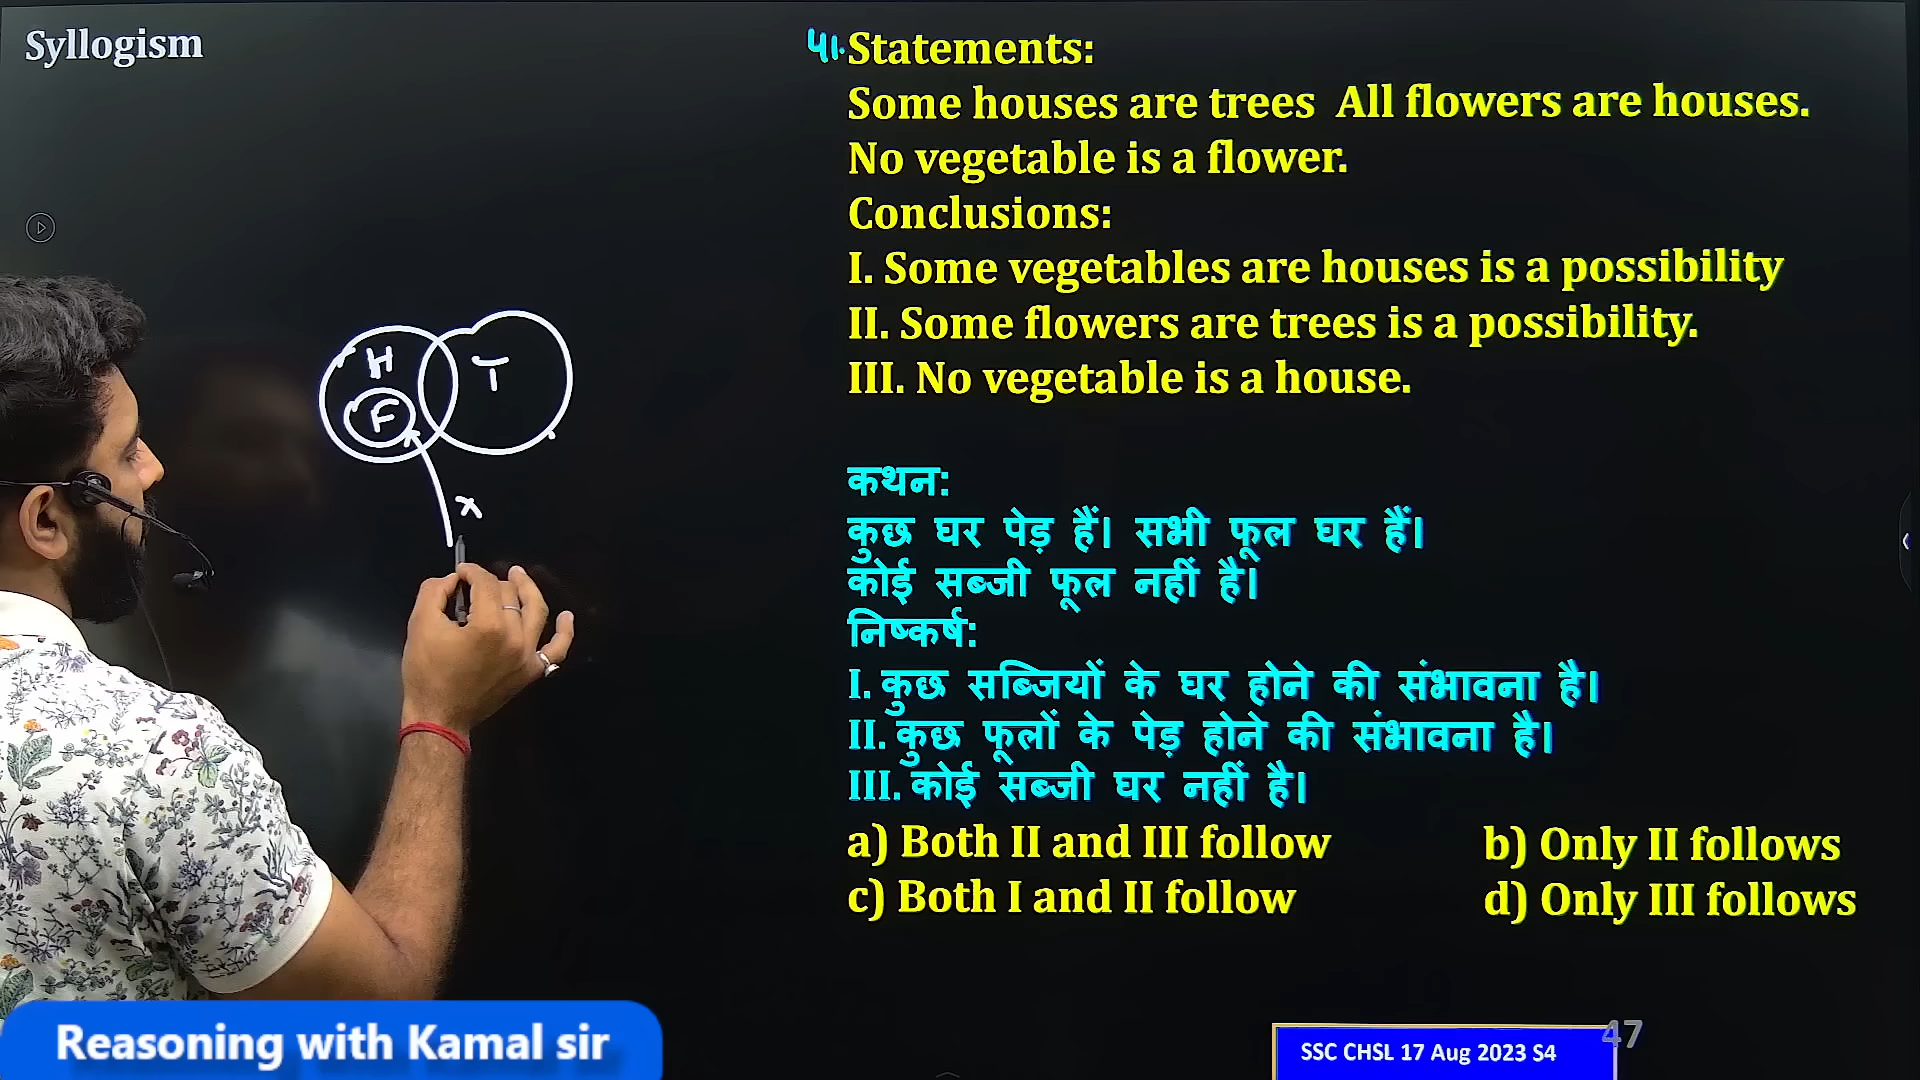 Syllogism
41. Statements:
Some houses are trees All flowers are houses.
No vegetable is a flower.
Conclusions:
I. Some vegetables are houses is a possibility
II. Some flowers are trees is a possibility.
III. No vegetable is a house.
H
T
F
x
कथन:
कुछ घर पेड़ हैं। सभी फूल घर हैं।
कोई सब्जी फूल नहीं है।
निष्कर्ष:
I. कुछ सब्जियों के घर होने की संभावना है।
II. कुछ फूलों के पेड़ होने की संभावना है।
III. कोई सब्जी घर नहीं है।
a) Both II and III follow b) Only II follows
c) Both I and II follow d) Only III follows
Reasoning with Kamal sir
47
SSC CHSL 17 Aug 2023 S4